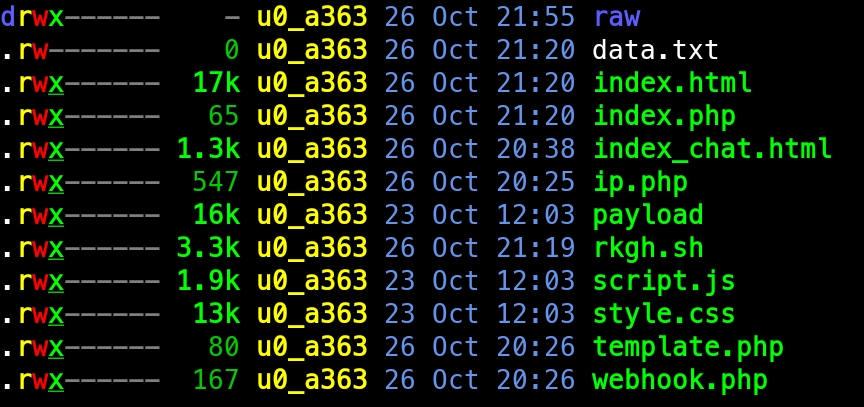 drwx------ - u0_a363 26 Oct 21:55 raw
.rw------- 0 u0_a363 26 Oct 21:20 data.txt
.rwx------ 17k u0_a363 26 Oct 21:20 index.html
.rwx------ 65 u0_a363 26 Oct 21:20 index.php
.rwx------ 1.3k u0_a363 26 Oct 20:38 index_chat.html
.rwx------ 547 u0_a363 26 Oct 20:25 ip.php
.rwx------ 16k u0_a363 23 Oct 12:03 payload
.rwx------ 3.3k u0_a363 26 Oct 21:19 rkgh.sh
.rwx------ 1.9k u0_a363 23 Oct 12:03 script.js
.rwx------ 13k u0_a363 23 Oct 12:03 style.css
.rwx------ 80 u0_a363 26 Oct 20:26 template.php
.rwx------ 167 u0_a363 26 Oct 20:26 webhook.php